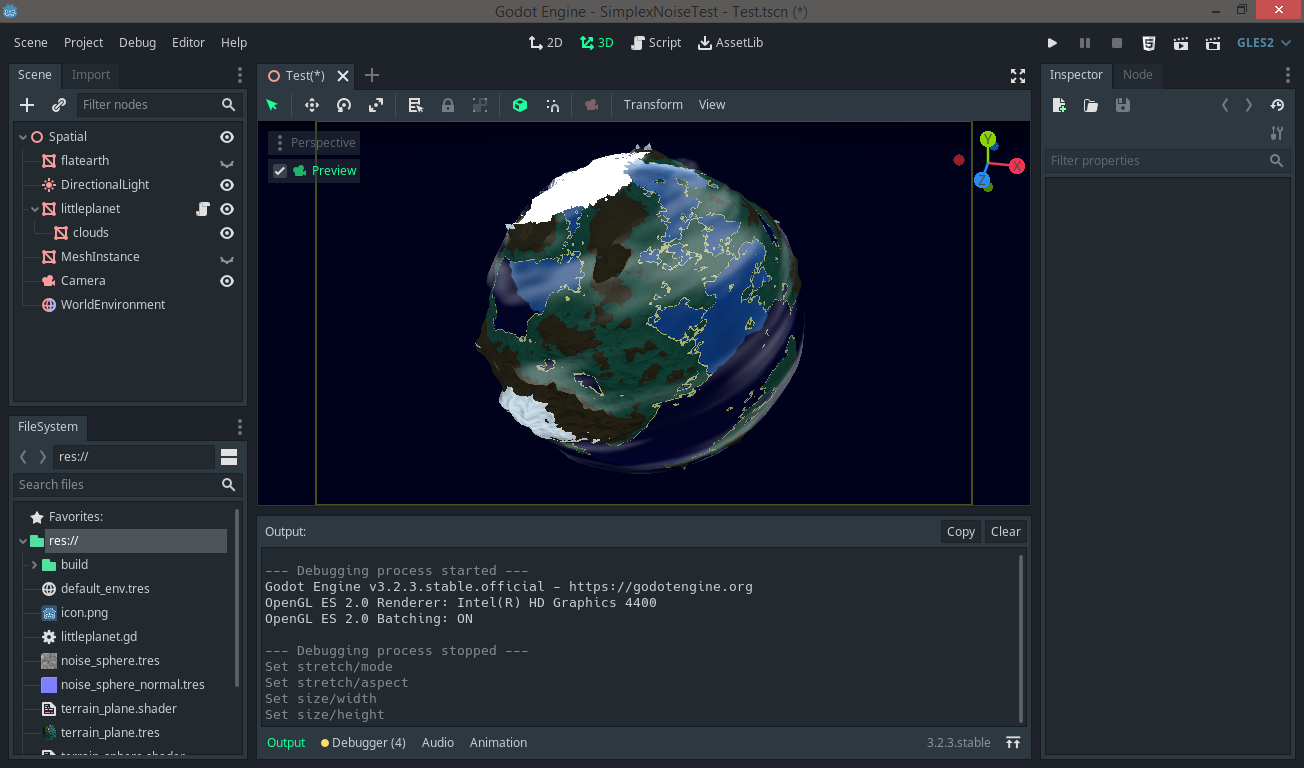 Godot Engine - SimplexNoiseTest - Test.tscn (*)
Scene Project Debug Editor Help
2D 3D Script AssetLib
GLES2
Scene Import
Filter nodes
Spatial
flatearth
DirectionalLight
littleplanet
clouds
MeshInstance
Camera
WorldEnvironment
FileSystem
res://
Search files
Favorites:
res://
build
default_env.tres
icon.png
littleplanet.gd
noise_sphere.tres
noise_sphere_normal.tres
terrain_plane.shader
terrain_plane.tres
terrain_sphere.shader
Test(*)
Transform View
Perspective
Preview
Y
X
Z
Output:
Copy Clear
--- Debugging process started ---
Godot Engine v3.2.3.stable.official - https://godotengine.org
OpenGL ES 2.0 Renderer: Intel(R) HD Graphics 4400
OpenGL ES 2.0 Batching: ON
--- Debugging process stopped ---
Set stretch/mode
Set stretch/aspect
Set size/width
Set size/height
Output Debugger (4) Audio Animation
3.2.3.stable
Inspector Node
Filter properties